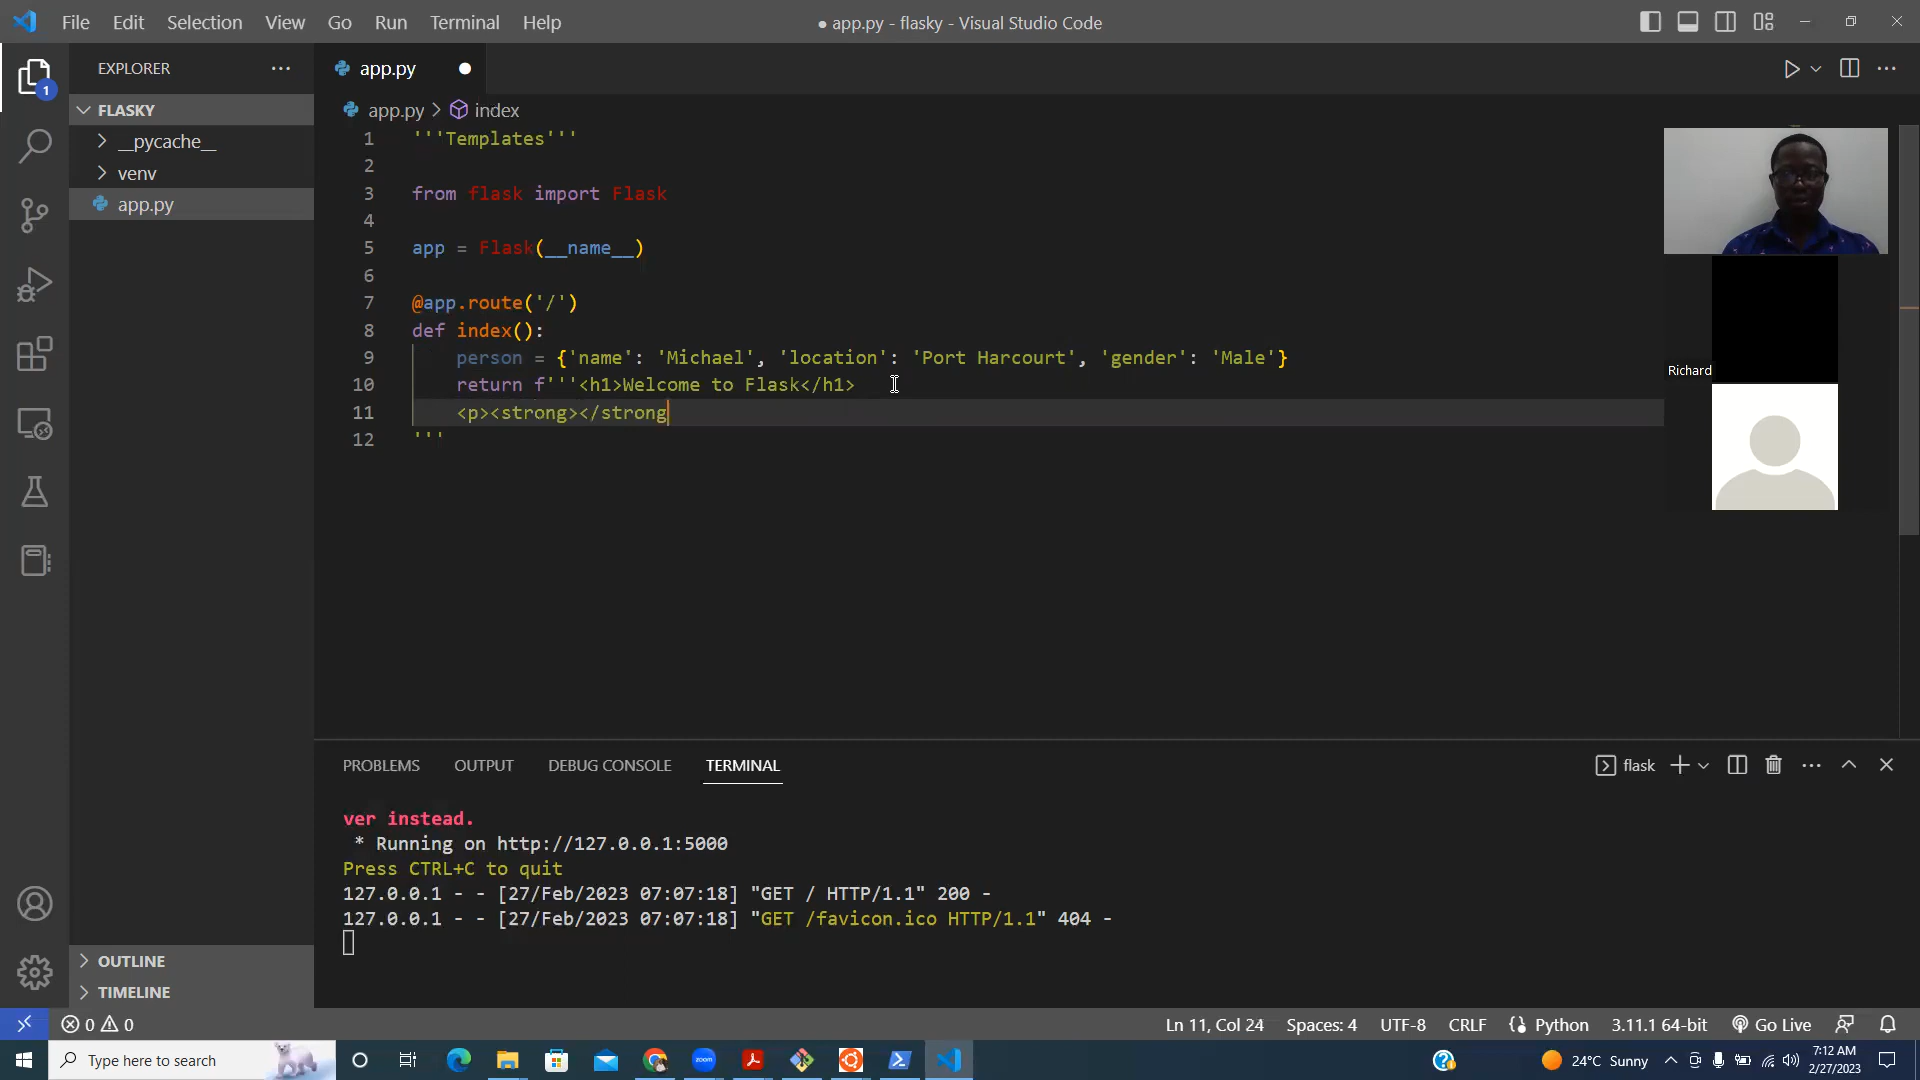 File Edit Selection View Go Run Terminal Help
● app.py - flasky - Visual Studio Code
EXPLORER
1
FLASKY
__pycache__
venv
app.py
OUTLINE
TIMELINE
app.py
app.py > index
1 '''Templates'''
2
3 from flask import Flask
4
5 app = Flask(__name__)
6
7 @app.route('/')
8 def index():
9 person = {'name': 'Michael', 'location': 'Port Harcourt', 'gender': 'Male'}
10 return f'''<h1>Welcome to Flask</h1>
11 <p><strong></strong
12 '''
Richard
PROBLEMS OUTPUT DEBUG CONSOLE TERMINAL
flask
ver instead.
* Running on http://127.0.0.1:5000
Press CTRL+C to quit
127.0.0.1 - - [27/Feb/2023 07:07:18] "GET / HTTP/1.1" 200 -
127.0.0.1 - - [27/Feb/2023 07:07:18] "GET /favicon.ico HTTP/1.1" 404 -
0 0
Ln 11, Col 24 Spaces: 4 UTF-8 CRLF Python 3.11.1 64-bit Go Live
Type here to search
zoom
24°C Sunny
7:12 AM
2/27/2023